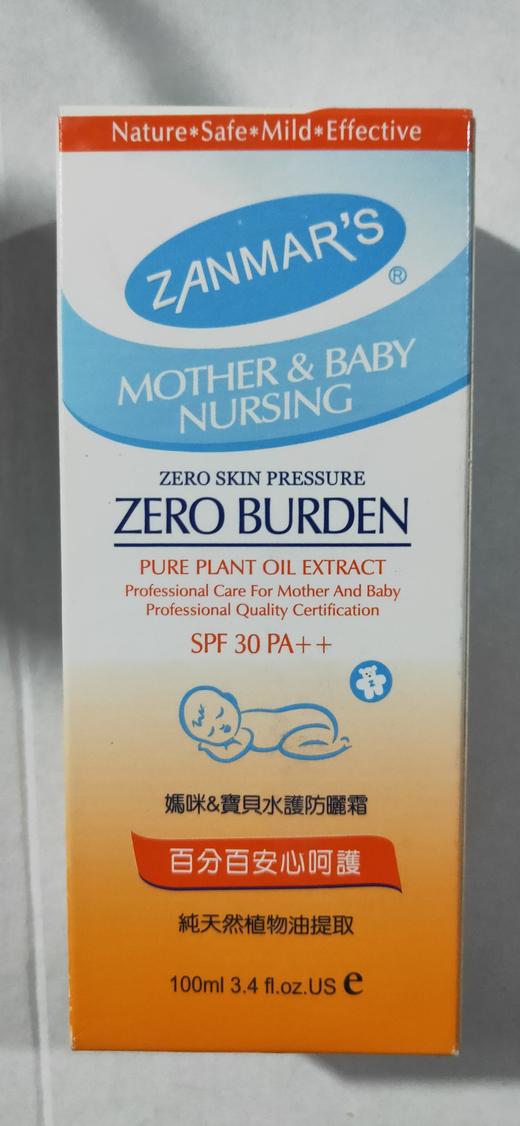 Nature*Safe*Mild*Effective
ZANMAR'S
®
MOTHER & BABY
NURSING
ZERO SKIN PRESSURE
ZERO BURDEN
PURE PLANT OIL EXTRACT
Professional Care For Mother And Baby
Professional Quality Certification
SPF 30 PA++
媽咪&寶貝水護防曬霜
百分百安心呵護
純天然植物油提取
100ml 3.4 fl.oz.US e